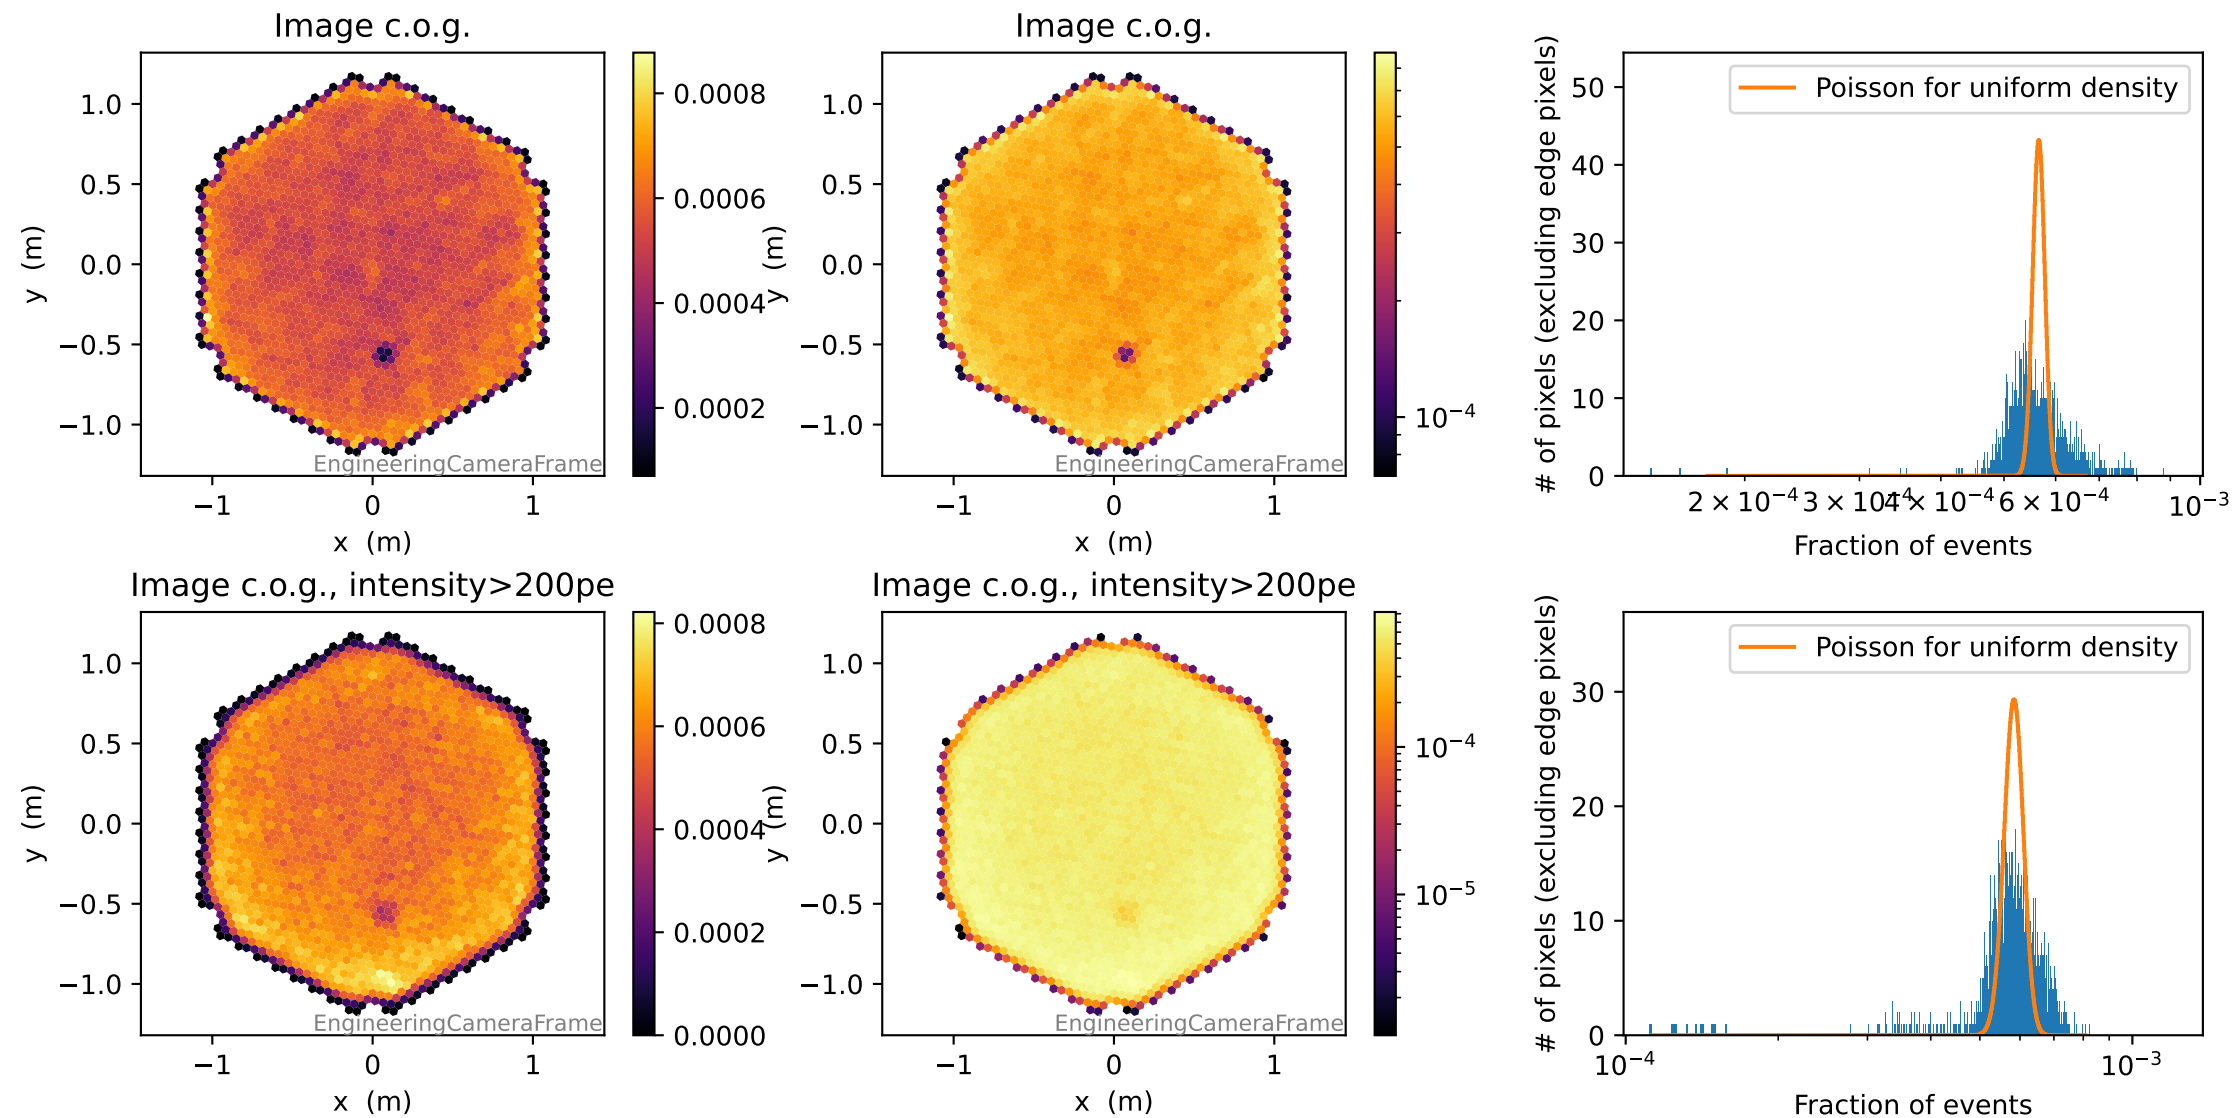 Image c.o.g.
1.0
0.5
0.0
−0.5
−1.0
y (m)
−1 0 1
x (m)
EngineeringCameraFrame
0.0008
0.0006
0.0004
0.0002
Image c.o.g.
1.0
0.5
0.0
−0.5
−1.0
y (m)
−1 0 1
x (m)
EngineeringCameraFrame
10⁻⁴
Poisson for uniform density
50
40
30
20
10
0
# of pixels (excluding edge pixels)
2 × 10⁻⁴ 3 × 10⁻⁴ 4 × 10⁻⁴ 6 × 10⁻⁴ 10⁻³
Fraction of events
Image c.o.g., intensity>200pe
1.0
0.5
0.0
−0.5
−1.0
y (m)
−1 0 1
x (m)
EngineeringCameraFrame
0.0008
0.0006
0.0004
0.0002
0.0000
Image c.o.g., intensity>200pe
1.0
0.5
0.0
−0.5
−1.0
y (m)
−1 0 1
x (m)
EngineeringCameraFrame
10⁻⁴
10⁻⁵
Poisson for uniform density
30
20
10
0
# of pixels (excluding edge pixels)
10⁻⁴ 10⁻³
Fraction of events